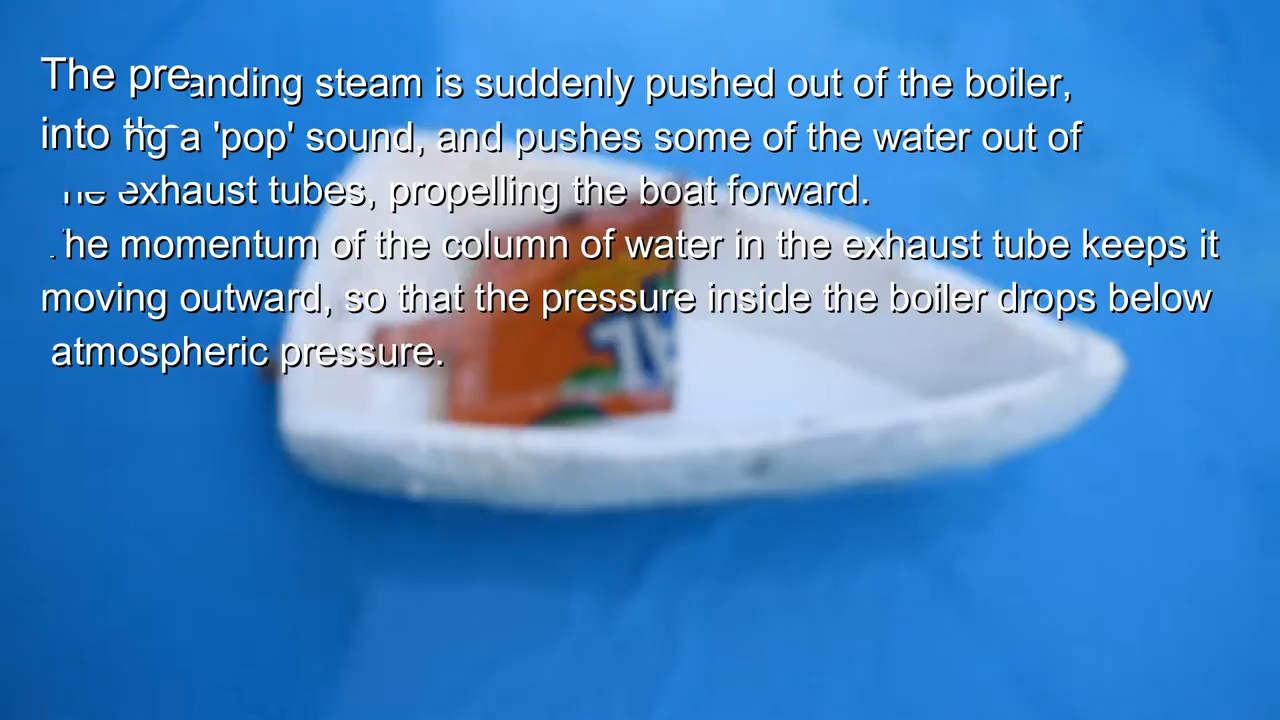 The pre anding steam is suddenly pushed out of the boiler,
into ng a 'pop' sound, and pushes some of the water out of
exhaust tubes, propelling the boat forward.
he momentum of the column of water in the exhaust tube keeps it
moving outward, so that the pressure inside the boiler drops below
atmospheric pressure.